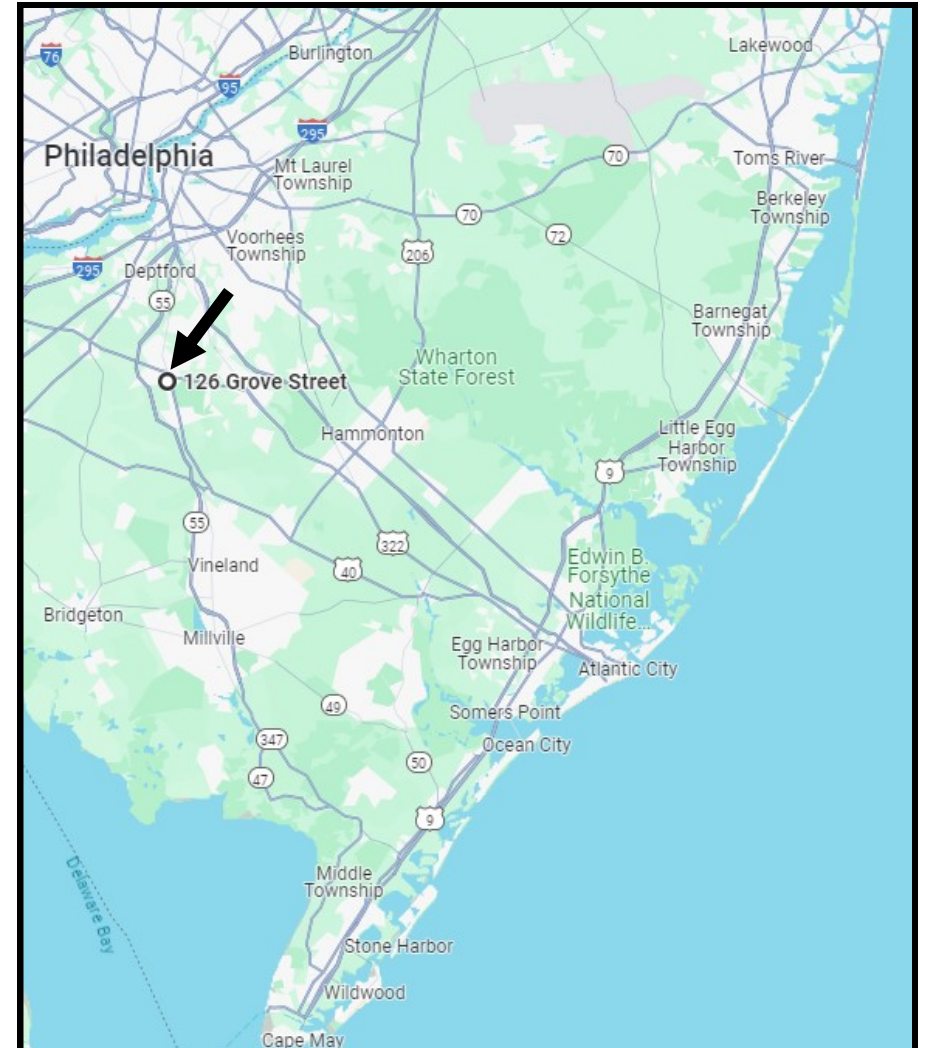 Lakewood
Burlington
76
95
295
Philadelphia
70
Toms River
Mt Laurel
Township
Berkeley
Township
70
72
Voorhees
Township
206
295
Deptford
55
Barnegat
Township
Wharton
State Forest
126 Grove Street
Hammonton
Little Egg
Harbor
Township
9
55
322
Vineland
40
Edwin B.
Forsythe
National
Wildlife...
Bridgeton
Millville
Egg Harbor
Township
Atlantic City
49
Somers Point
347
Ocean City
50
47
9
Delaware Bay
Middle
Township
Stone Harbor
Wildwood
Cape May